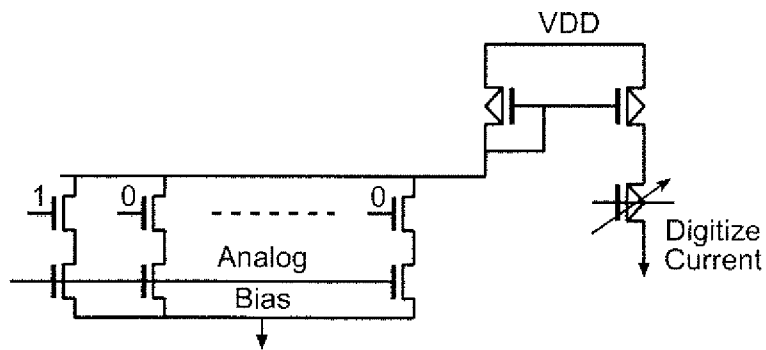 VDD
1 0 0
Analog
Bias
Digitize
Current